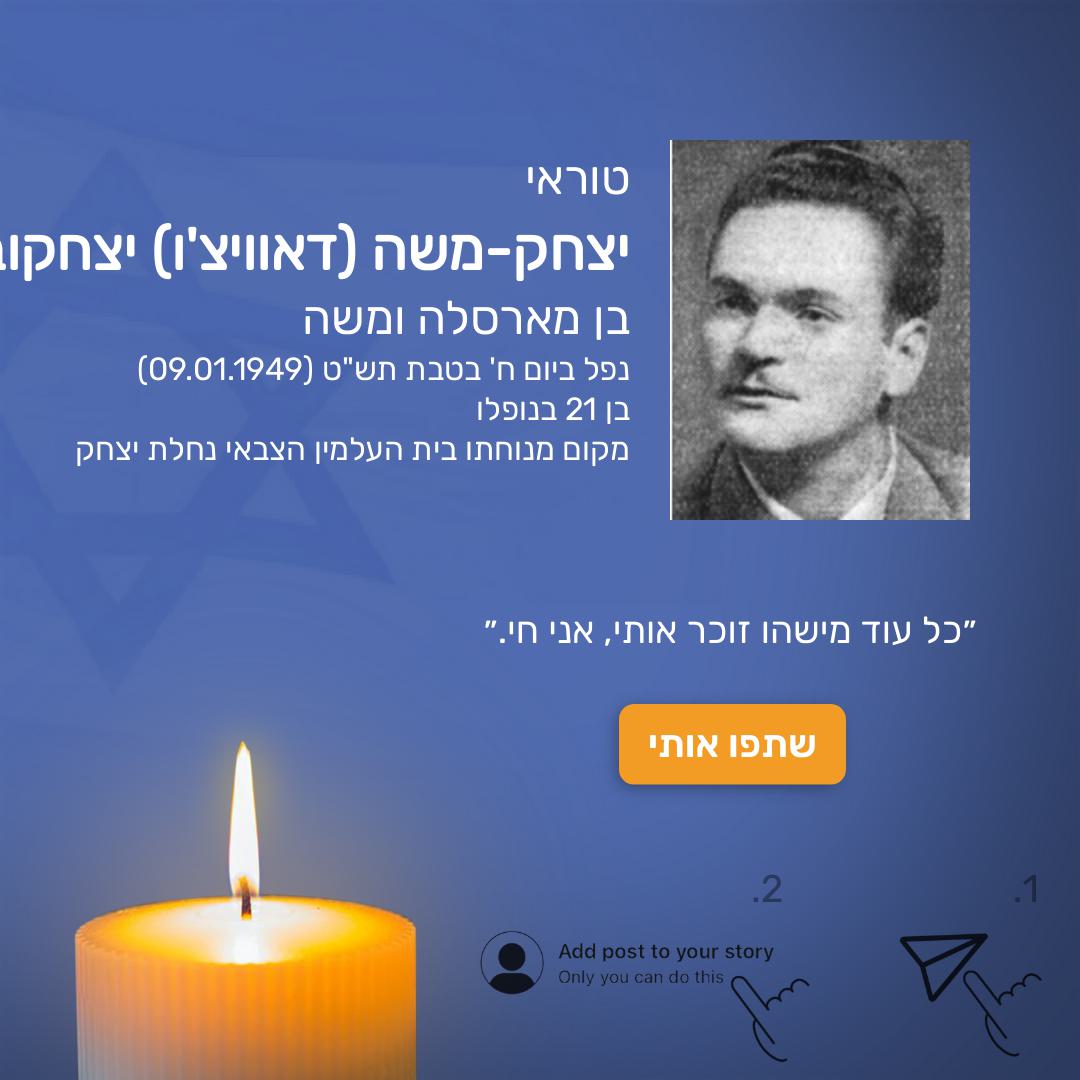 טוראי
יצחק-משה (דאוויצ'ו)
בן מארסלה ומשה
נפל ביום ח' בטבת תש"ט (09.01.1949)
בן 21 בנופלו
מקום מנוחתו בית העלמין הצבאי נחלת יצחק
״כל עוד מישהו זוכר אותי, אני חי.״
שתפו אותי
1.
2.
Add post to your story
Only you can do this